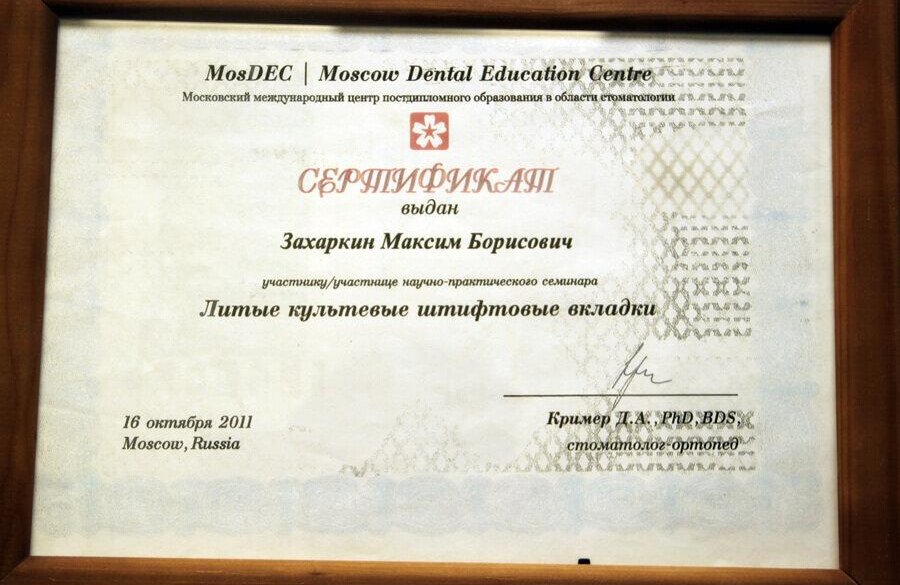 MosDEC | Moscow Dental Education Centre
Московский международный центр постдипломного образования в области стоматологии
СЕРТИФИКАТ
выдан
Захаркин Максим Борисович
участнику/участнице научно-практического семинара
Литые культевые штифтовые вкладки
16 октября 2011
Moscow, Russia
Кример Д.А., PhD, BDS,
стоматолог-ортопед